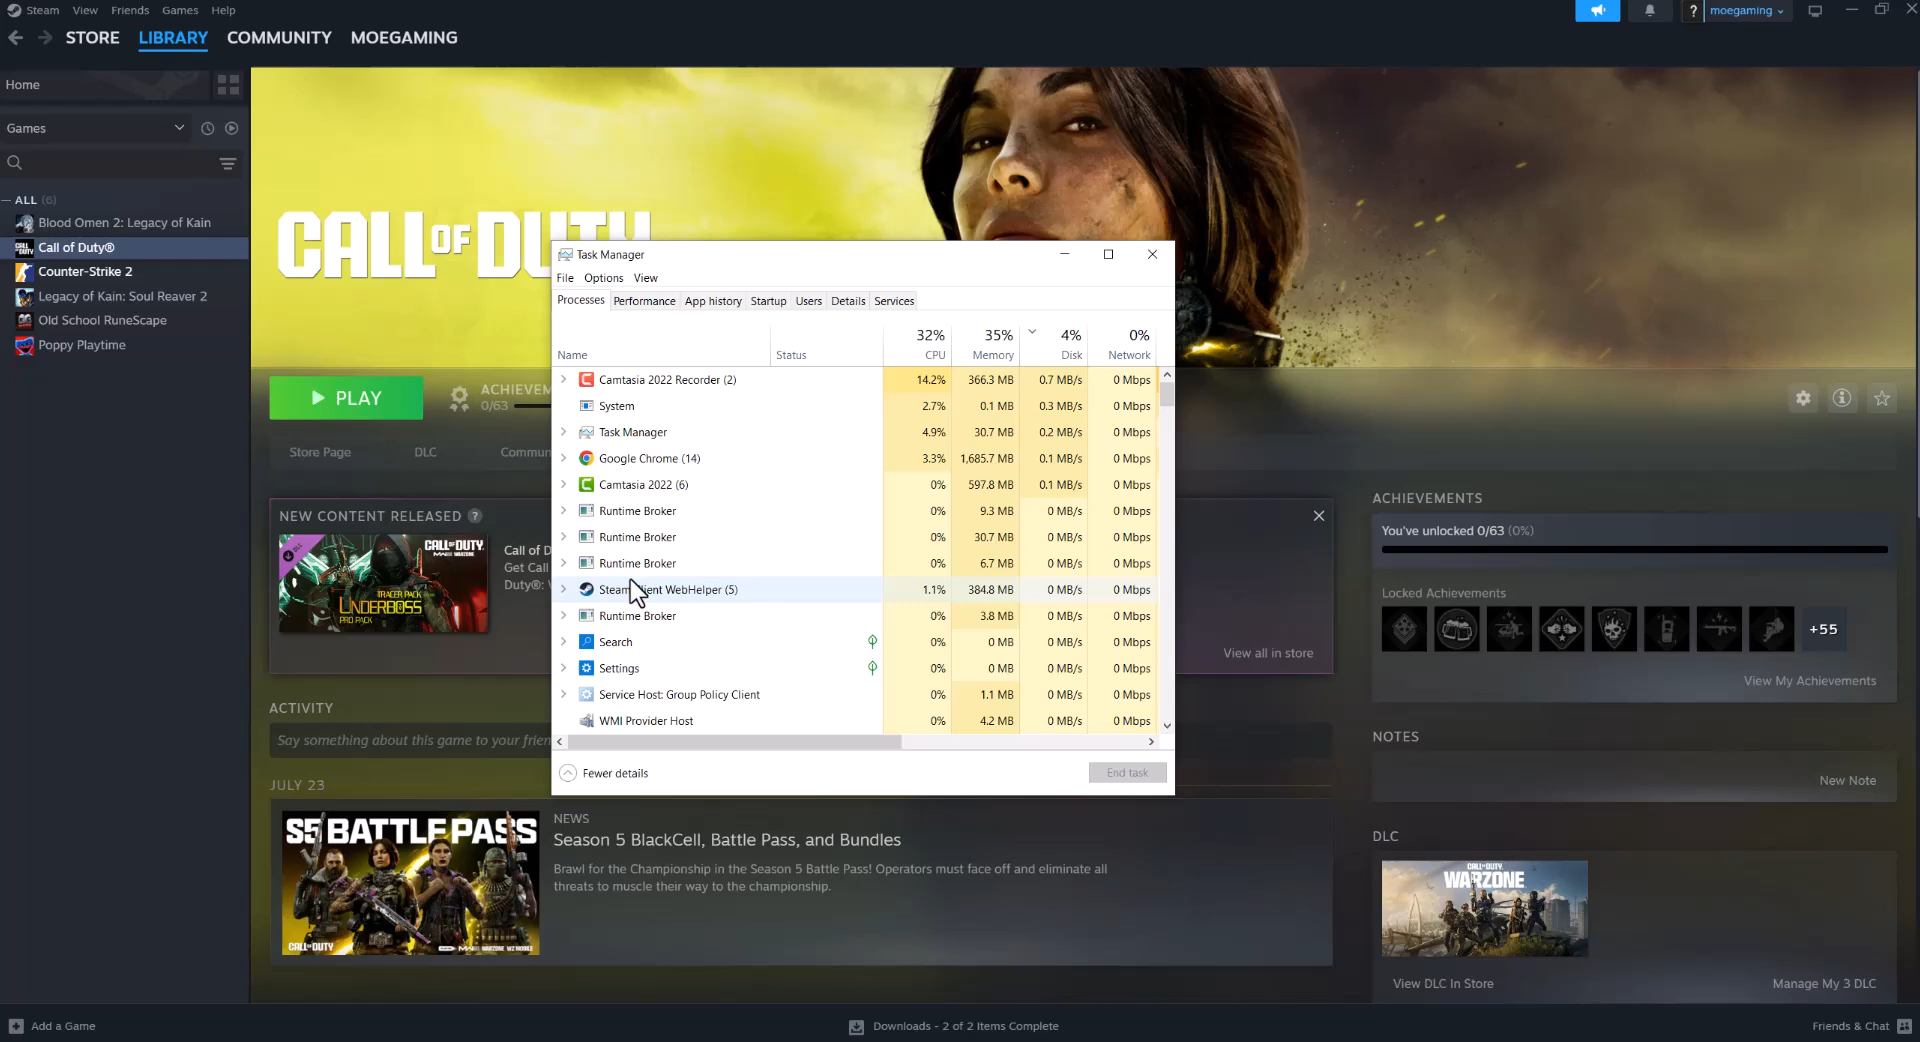 Steam View Friends Games Help
? moegaming
STORE LIBRARY COMMUNITY MOEGAMING
Home
Games
ALL (6)
Blood Omen 2: Legacy of Kain
Call of Duty®
Counter-Strike 2
Legacy of Kain: Soul Reaver 2
Old School RuneScape
Poppy Playtime
CALL OF DUTY
PLAY
ACHIEVEM
0/63
Store Page DLC Commun
NEW CONTENT RELEASED ?
CALL OF DUTY
TRACER PACK
UNDERBOSS
PRO PACK
Call of D
Get Call
Duty®:
View all in store
ACTIVITY
Say something about this game to your frien
JULY 23
S5 BATTLE PASS
CALL OF DUTY
NEWS
Season 5 BlackCell, Battle Pass, and Bundles
Brawl for the Championship in the Season 5 Battle Pass! Operators must face off and eliminate all
threats to muscle their way to the championship.
Task Manager
File Options View
Processes Performance App history Startup Users Details Services
32% 35% 4% 0%
Name Status CPU Memory Disk Network
Camtasia 2022 Recorder (2) 14.2% 366.3 MB 0.7 MB/s 0 Mbps
System 2.7% 0.1 MB 0.3 MB/s 0 Mbps
Task Manager 4.9% 30.7 MB 0.2 MB/s 0 Mbps
Google Chrome (14) 3.3% 1,685.7 MB 0.1 MB/s 0 Mbps
Camtasia 2022 (6) 0% 597.8 MB 0.1 MB/s 0 Mbps
Runtime Broker 0% 9.3 MB 0 MB/s 0 Mbps
Runtime Broker 0% 30.7 MB 0 MB/s 0 Mbps
Runtime Broker 0% 6.7 MB 0 MB/s 0 Mbps
Steam Client WebHelper (5) 1.1% 384.8 MB 0 MB/s 0 Mbps
Runtime Broker 0% 3.8 MB 0 MB/s 0 Mbps
Search 0% 0 MB 0 MB/s 0 Mbps
Settings 0% 0 MB 0 MB/s 0 Mbps
Service Host: Group Policy Client 0% 1.1 MB 0 MB/s 0 Mbps
WMI Provider Host 0% 4.2 MB 0 MB/s 0 Mbps
Fewer details End task
ACHIEVEMENTS
You've unlocked 0/63 (0%)
Locked Achievements
+55
View My Achievements
NOTES
New Note
DLC
CALL OF DUTY
WARZONE
View DLC In Store Manage My 3 DLC
Add a Game Downloads - 2 of 2 Items Complete Friends & Chat